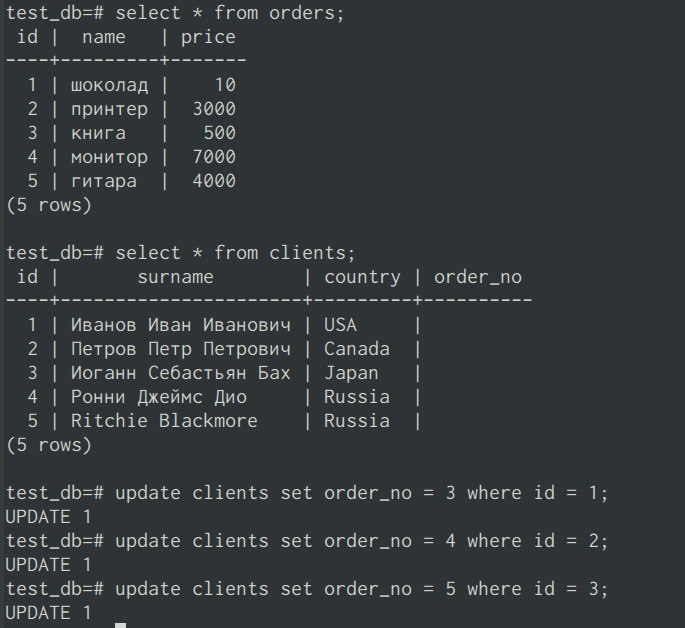 test_db=# select * from orders;
 id |  name   | price
----+---------+-------
  1 | шоколад |    10
  2 | принтер |  3000
  3 | книга   |   500
  4 | монитор |  7000
  5 | гитара  |  4000
(5 rows)

test_db=# select * from clients;
 id |       surname        | country | order_no
----+----------------------+---------+----------
  1 | Иванов Иван Иванович | USA     |
  2 | Петров Петр Петрович | Canada  |
  3 | Иоганн Себастьян Бах | Japan   |
  4 | Ронни Джеймс Дио     | Russia  |
  5 | Ritchie Blackmore    | Russia  |
(5 rows)

test_db=# update clients set order_no = 3 where id = 1;
UPDATE 1
test_db=# update clients set order_no = 4 where id = 2;
UPDATE 1
test_db=# update clients set order_no = 5 where id = 3;
UPDATE 1